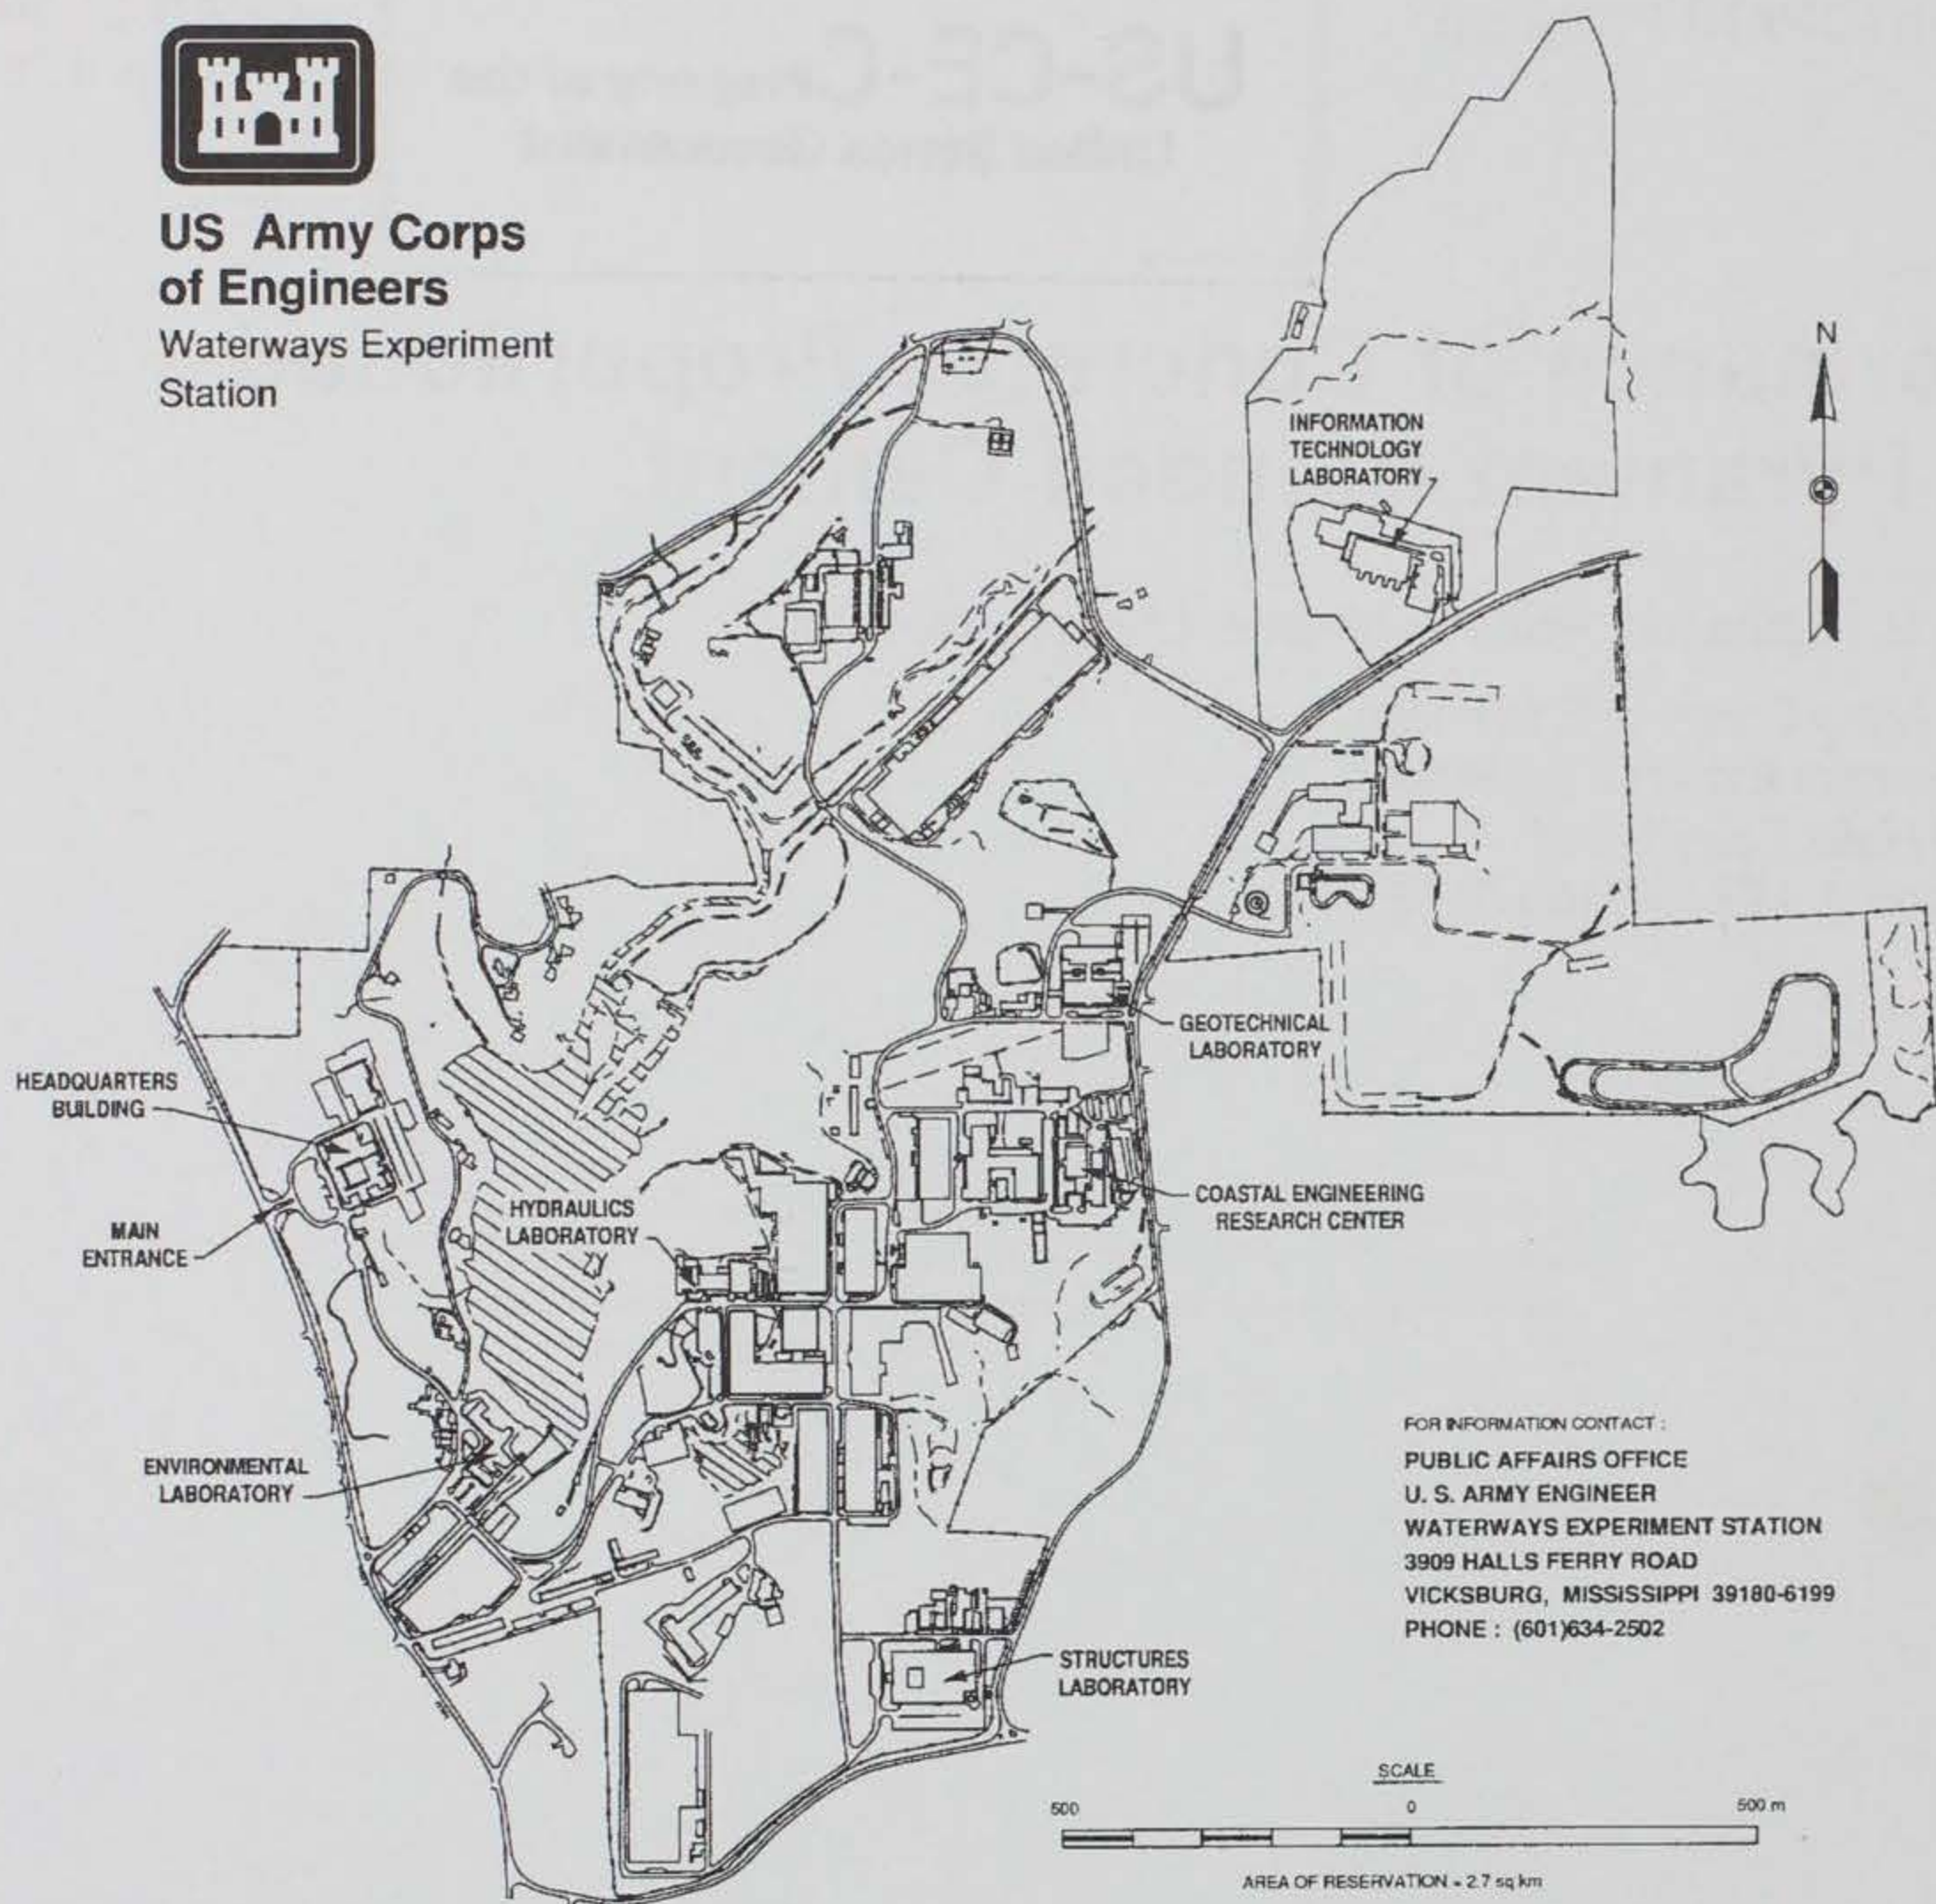 US Army Corps
of Engineers
Waterways Experiment
Station
N
INFORMATION
TECHNOLOGY
LABORATORY
GEOTECHNICAL
LABORATORY
HEADQUARTERS
BUILDING
HYDRAULICS
LABORATORY
COASTAL ENGINEERING
RESEARCH CENTER
MAIN
ENTRANCE
ENVIRONMENTAL
LABORATORY
FOR INFORMATION CONTACT :
PUBLIC AFFAIRS OFFICE
U. S. ARMY ENGINEER
WATERWAYS EXPERIMENT STATION
3909 HALLS FERRY ROAD
VICKSBURG, MISSISSIPPI 39180-6199
PHONE : (601)634-2502
STRUCTURES
LABORATORY
SCALE
500 0 500 m
AREA OF RESERVATION = 2.7 sq km